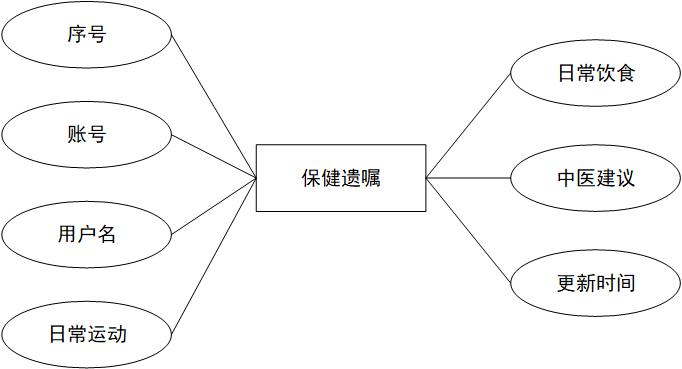 序号
账号
用户名
日常运动
保健遗嘱
日常饮食
中医建议
更新时间